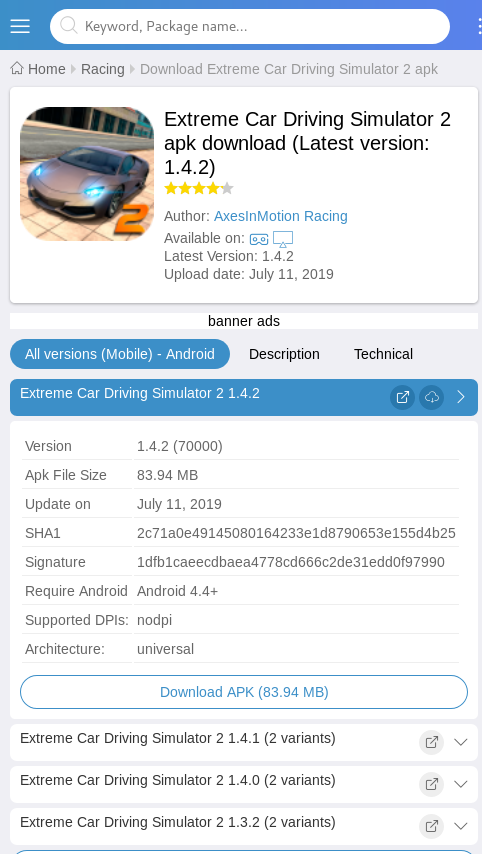 Keyword, Package name...
Home Racing Download Extreme Car Driving Simulator 2 apk
2
Extreme Car Driving Simulator 2
apk download (Latest version:
1.4.2)
Author: AxesInMotion Racing
Available on:
Latest Version: 1.4.2
Upload date: July 11, 2019
banner ads
All versions (Mobile) - Android Description Technical
Extreme Car Driving Simulator 2 1.4.2
Version 1.4.2 (70000)
Apk File Size 83.94 MB
Update on July 11, 2019
SHA1 2c71a0e49145080164233e1d8790653e155d4b25
Signature 1dfb1caeecdbaea4778cd666c2de31edd0f97990
Require Android Android 4.4+
Supported DPIs: nodpi
Architecture: universal
Download APK (83.94 MB)
Extreme Car Driving Simulator 2 1.4.1 (2 variants)
Extreme Car Driving Simulator 2 1.4.0 (2 variants)
Extreme Car Driving Simulator 2 1.3.2 (2 variants)